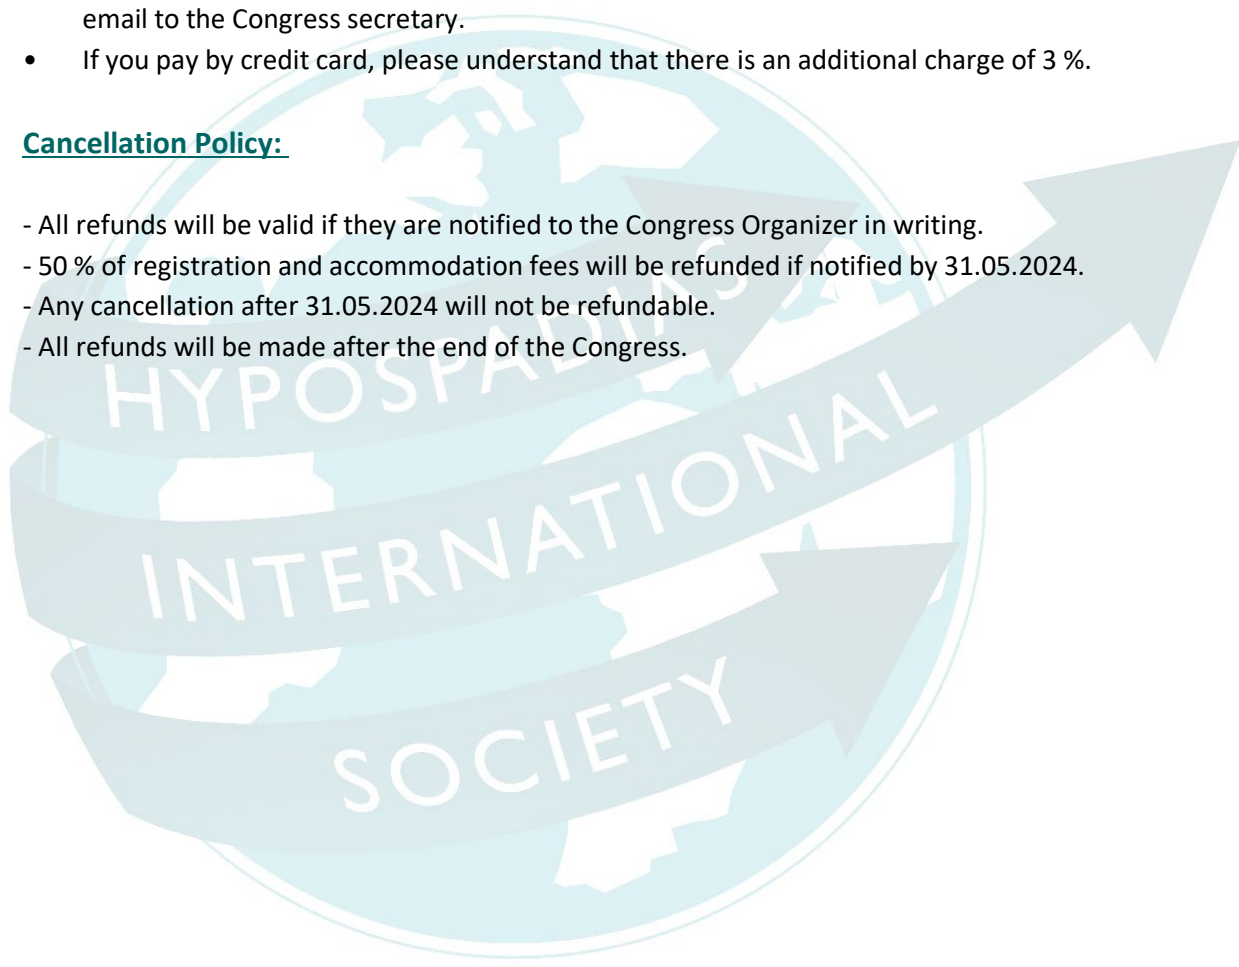 email to the Congress secretary.
• If you pay by credit card, please understand that there is an additional charge of 3 %.
Cancellation Policy:
- All refunds will be valid if they are notified to the Congress Organizer in writing.
- 50 % of registration and accommodation fees will be refunded if notified by 31.05.2024.
- Any cancellation after 31.05.2024 will not be refundable.
- All refunds will be made after the end of the Congress.
HYPOSPADIAS
INTERNATIONAL
SOCIETY